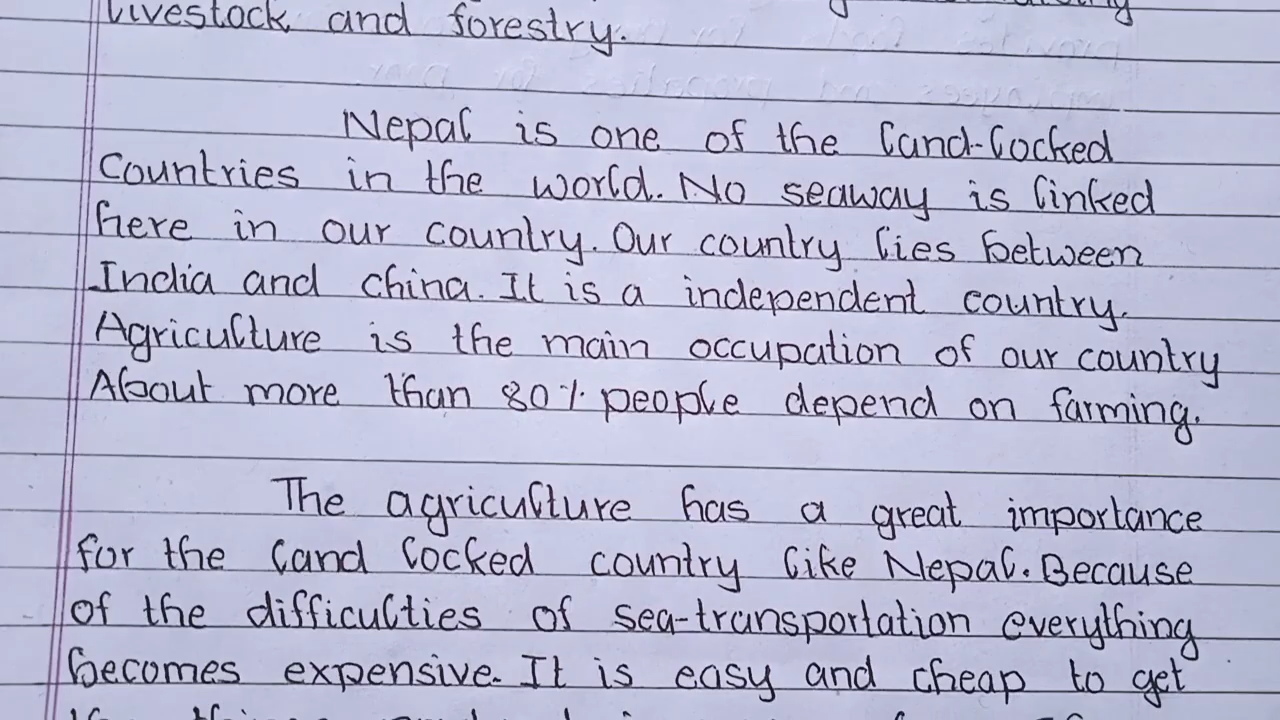 livestock and forestry.
Nepal is one of the land-locked
Countries in the world. No seaway is linked
here in our country. Our country lies between
India and china. It is a independent country.
Agriculture is the main occupation of our country
About more than 80% people depend on farming.
The agriculture has a great importance
for the land locked country like Nepal. Because
of the difficulties of sea-transportation everything
becomes expensive. It is easy and cheap to get